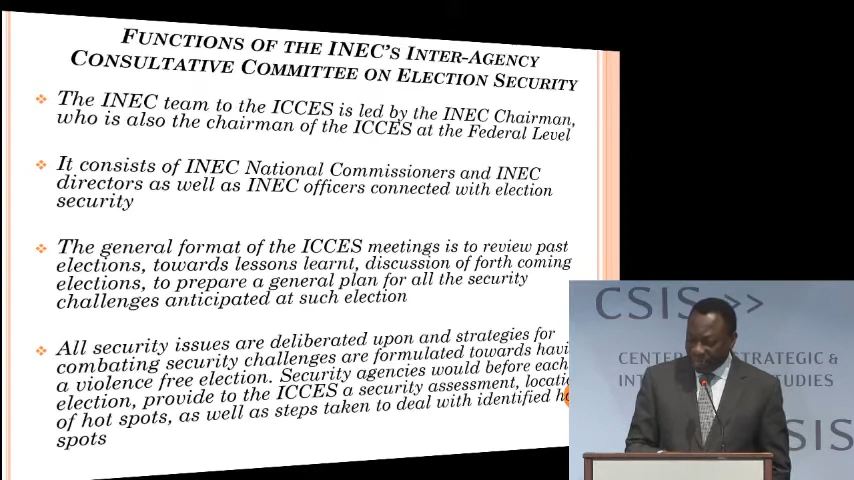 FUNCTIONS OF THE INEC'S INTER-AGENCY
CONSULTATIVE COMMITTEE ON ELECTION SECURITY
The INEC team to the ICCES is led by the INEC Chairman,
who is also the chairman of the ICCES at the Federal Level
It consists of INEC National Commissioners and INEC
directors as well as INEC officers connected with election
security
The general format of the ICCES meetings is to review past
elections, towards lessons learnt, discussion of forth coming
elections, to prepare a general plan for all the security
challenges anticipated at such election
All security issues are deliberated upon and strategies for
combating security challenges are formulated towards
a violence free election. Security agencies would before each
election, provide to the ICCES a security assessment,
of hot spots, as well as steps taken to deal with identified
spots
CSIS >>
CENTER STRATEGIC &
STUDIES
SIS